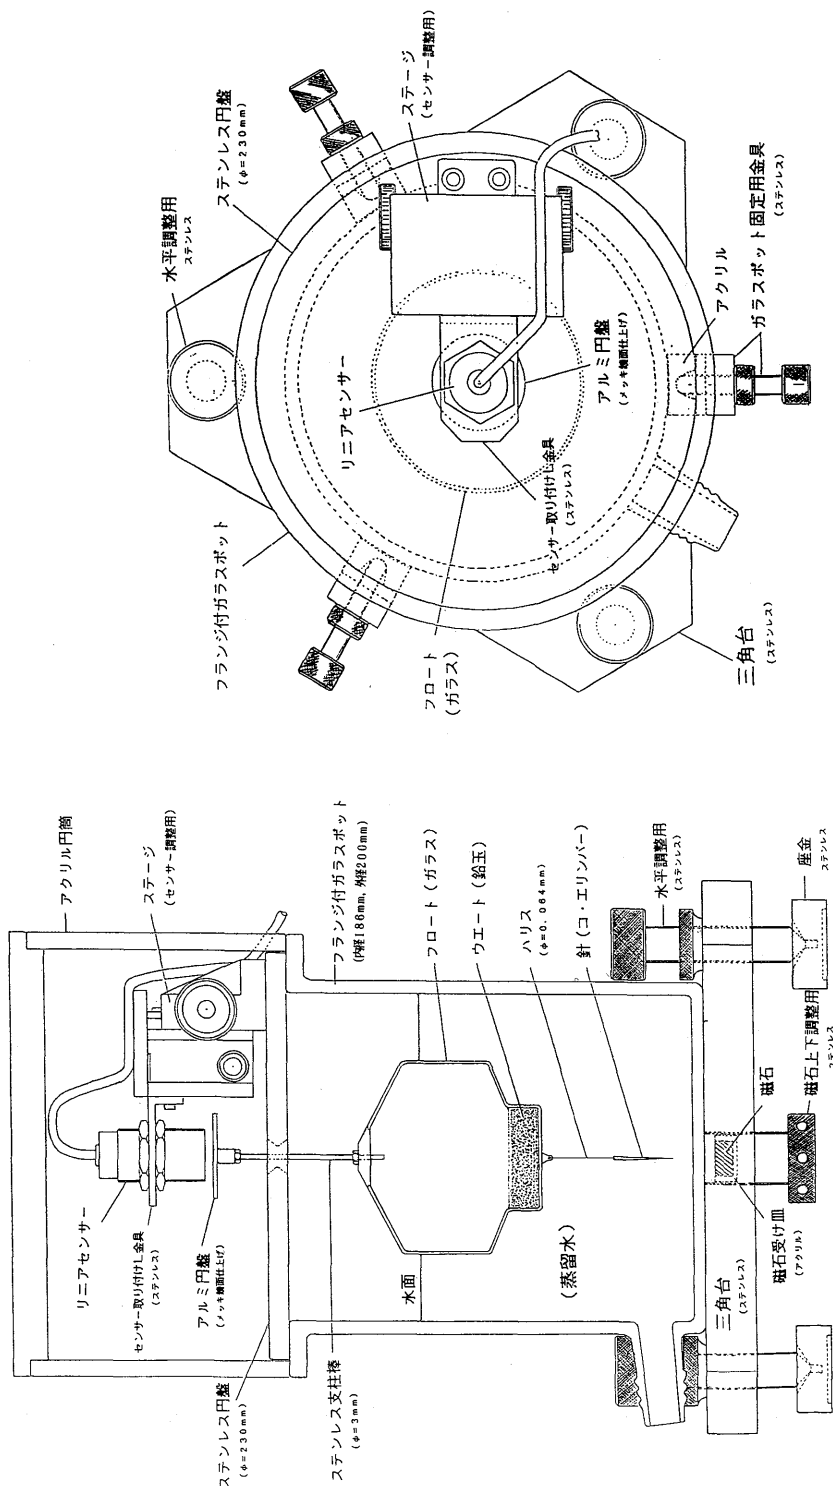 水平調整用
ステンレス
ステンレス円盤
(φ=230mm)
ステージ
(センサー調整用)
フランジ付ガラスポット
リニアセンサー
アルミ円盤
(メッキ鏡面仕上げ)
アクリル
ガラスポット固定用金具
(ステンレス)
センサー取り付けL金具
(ステンレス)
フロート
(ガラス)
三角台
(ステンレス)
アクリル円筒
ステージ
(センサー調整用)
フランジ付ガラスポット
(内径186mm, 外径200mm)
フロート(ガラス)
ウエート(鉛玉)
ハリス
(φ=0.064mm)
針(コ・エリンバー)
水平調整用
(ステンレス)
座金
ステンレス
リニアセンサー
センサー取り付けL金具
(ステンレス)
アルミ円盤
(メッキ鏡面仕上げ)
ステンレス円盤
(φ=230mm)
ステンレス支柱棒
(φ=3mm)
水面
(蒸留水)
三角台
(ステンレス)
磁石受け皿
(アクリル)
磁石
磁石上下調整用
ステンレス